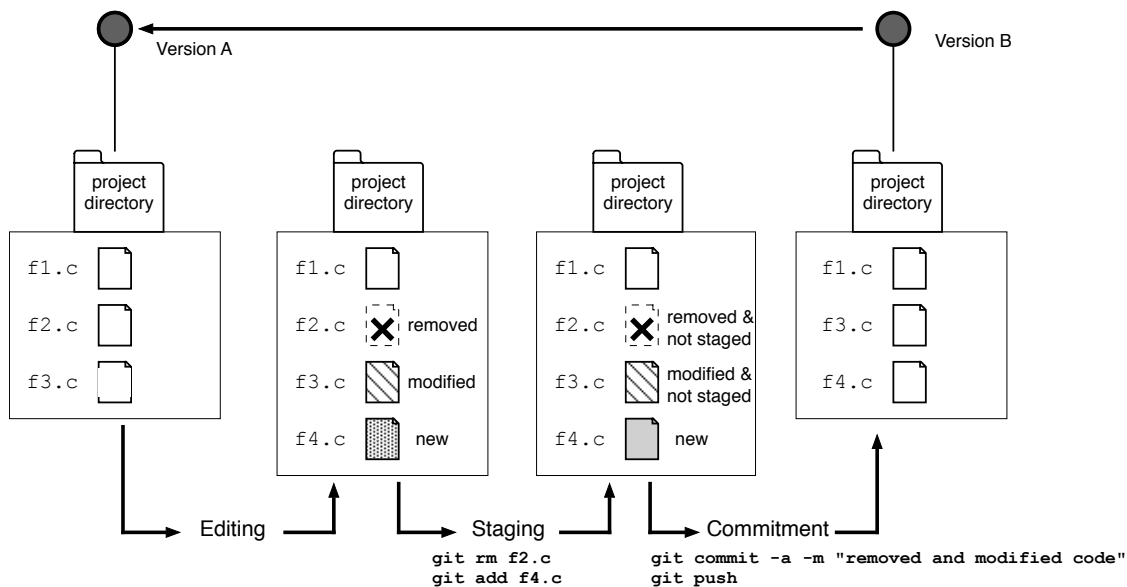 Version A
Version B
project
directory
project
directory
project
directory
project
directory
f1.c
f2.c
f3.c
f1.c
f2.c removed
f3.c modified
f4.c new
f1.c
f2.c removed &
not staged
f3.c modified &
not staged
f4.c new
f1.c
f3.c
f4.c
Editing
Staging
git rm f2.c
git add f4.c
Commitment
git commit -a -m "removed and modified code"
git push